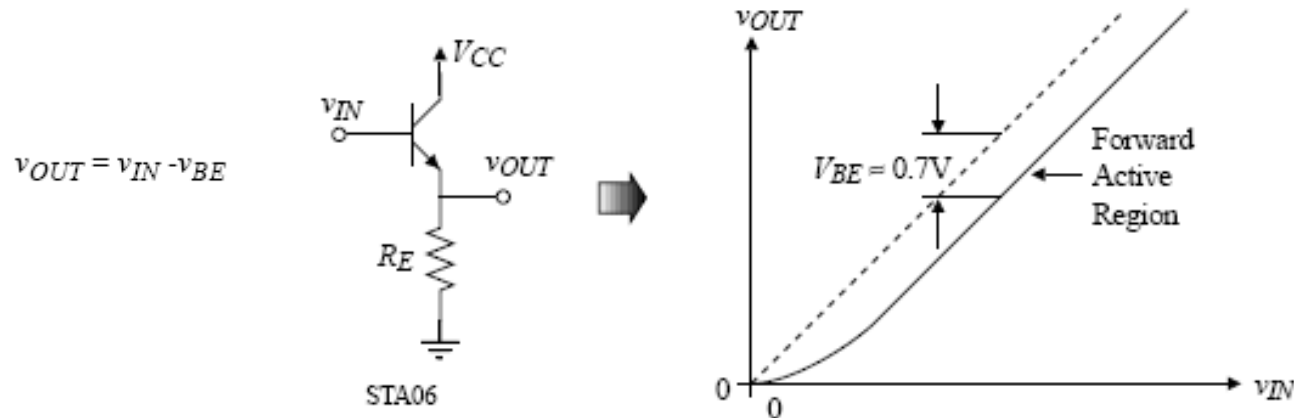 vOUT = vIN -vBE
VCC
vIN
vOUT
RE
STA06
vOUT
VBE = 0.7V
Forward
Active
Region
0
0
vIN